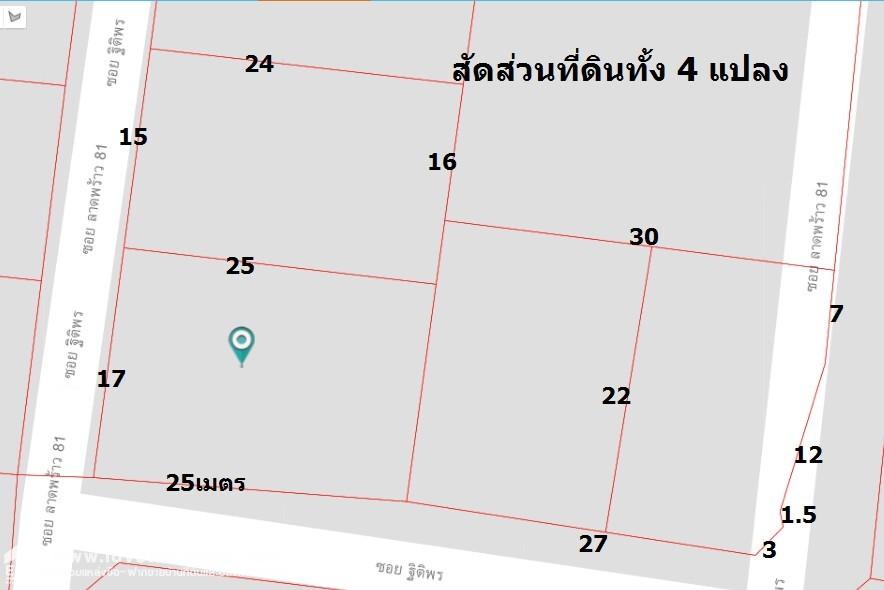 ซอย ฐิติพร
24
สัดส่วนที่ดินทั้ง 4 แปลง
15
ซอย ลาดพร้าว 81
16
ซอย ลาดพร้าว 81
30
25
ซอย ฐิติพร
7
17
22
ซอย ลาดพร้าว 81
25เมตร
12
1.5
27
3
ซอย ฐิติพร